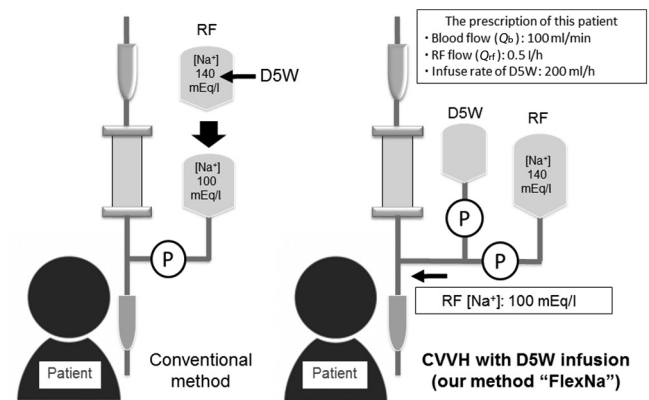 RF
[Na⁺]
140
mEq/l
D5W
[Na⁺]
100
mEq/l
P
Patient
Conventional
method
The prescription of this patient
・Blood flow (Qb) : 100 ml/min
・RF flow (Qrf) : 0.5 l/h
・Infuse rate of D5W : 200 ml/h
D5W
RF
[Na⁺]
140
mEq/l
P
P
RF [Na⁺]: 100 mEq/l
Patient
CVVH with D5W infusion
(our method “FlexNa”)